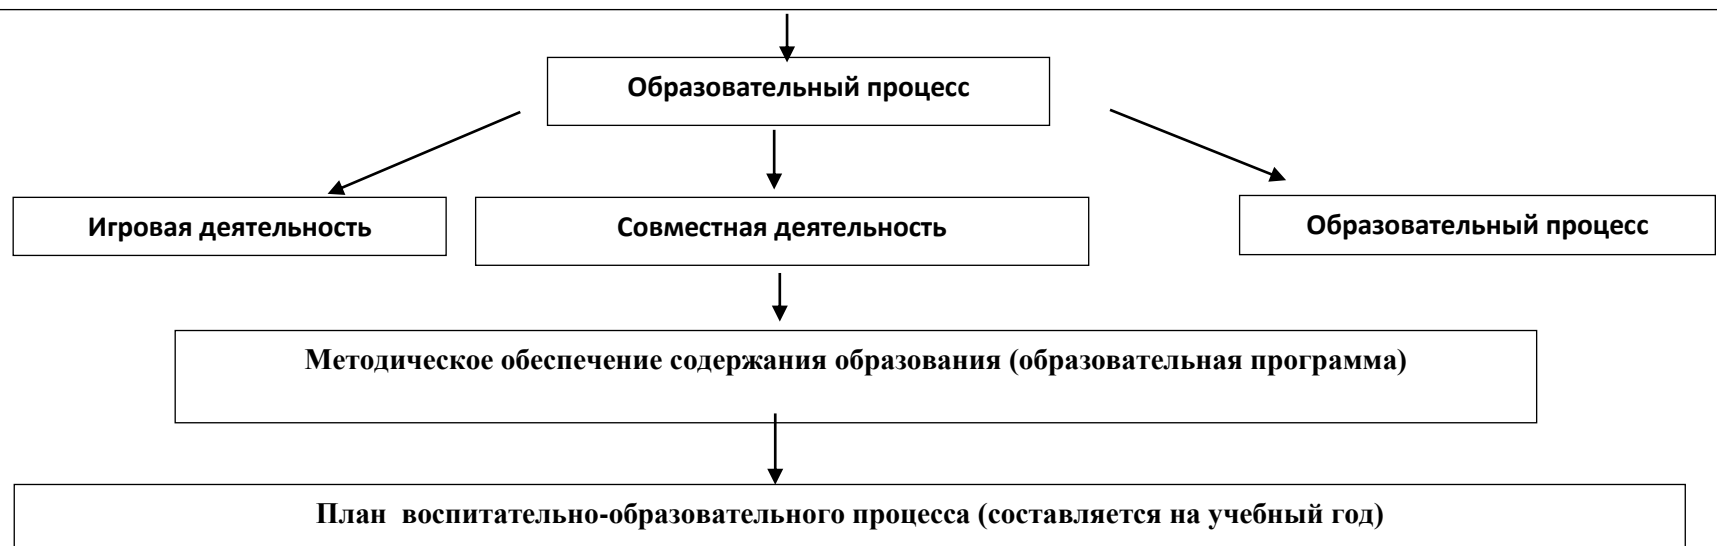 Образовательный процесс
Игровая деятельность
Совместная деятельность
Образовательный процесс
Методическое обеспечение содержания образования (образовательная программа)
План  воспитательно-образовательного процесса (составляется на учебный год)